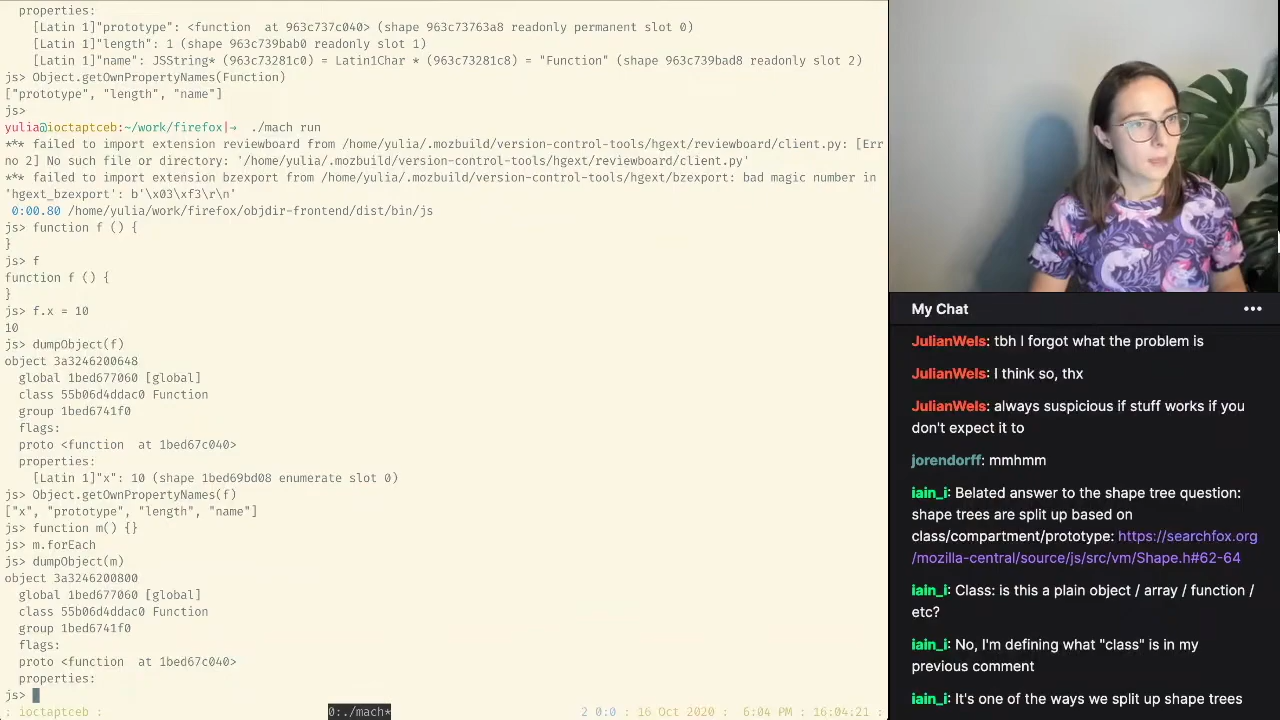 properties:
[Latin 1]"prototype": <function  at 963c737c040> (shape 963c73763a8 readonly permanent slot 0)
[Latin 1]"length": 1 (shape 963c739bab0 readonly slot 1)
[Latin 1]"name": JSString* (963c73281c0) = Latin1Char * (963c73281c8) = "Function" (shape 963c739bad8 readonly slot 2)
js> Object.getOwnPropertyNames(Function)
["prototype", "length", "name"]
js>
yulia@ioctaptceb:~/work/firefox|→  ./mach run
*** failed to import extension reviewboard from /home/yulia/.mozbuild/version-control-tools/hgext/reviewboard/client.py: [Err
no 2] No such file or directory: '/home/yulia/.mozbuild/version-control-tools/hgext/reviewboard/client.py'
*** failed to import extension bzexport from /home/yulia/.mozbuild/version-control-tools/hgext/bzexport: bad magic number in
'hgext_bzexport': b'\x03\xf3\r\n'
0:00.80 /home/yulia/work/firefox/objdir-frontend/dist/bin/js
js> function f () {
}
js> f
function f () {
}
js> f.x = 10
10
js> dumpObject(f)
object 3a3246200648
global 1bed677060 [global]
class 55b06d4ddac0 Function
group 1bed6741f0
flags:
proto <function  at 1bed67c040>
properties:
[Latin 1]"x": 10 (shape 1bed69bd08 enumerate slot 0)
js> Object.getOwnPropertyNames(f)
["x", "prototype", "length", "name"]
js> function m() {}
js> m.forEach
js> dumpObject(m)
object 3a3246200800
global 1bed677060 [global]
class 55b06d4ddac0 Function
group 1bed6741f0
flags:
proto <function  at 1bed67c040>
properties:
js>
: ioctaptceb : 0:./mach* 2 0:0 : 16 Oct 2020 : 6:04 PM : 16:04:21 :
My Chat
JulianWels: tbh I forgot what the problem is
JulianWels: I think so, thx
JulianWels: always suspicious if stuff works if you
don't expect it to
jorendorff: mmhmm
iain_i: Belated answer to the shape tree question:
shape trees are split up based on
class/compartment/prototype: https://searchfox.org
/mozilla-central/source/js/src/vm/Shape.h#62-64
iain_i: Class: is this a plain object / array / function /
etc?
iain_i: No, I'm defining what "class" is in my
previous comment
iain_i: It's one of the ways we split up shape trees